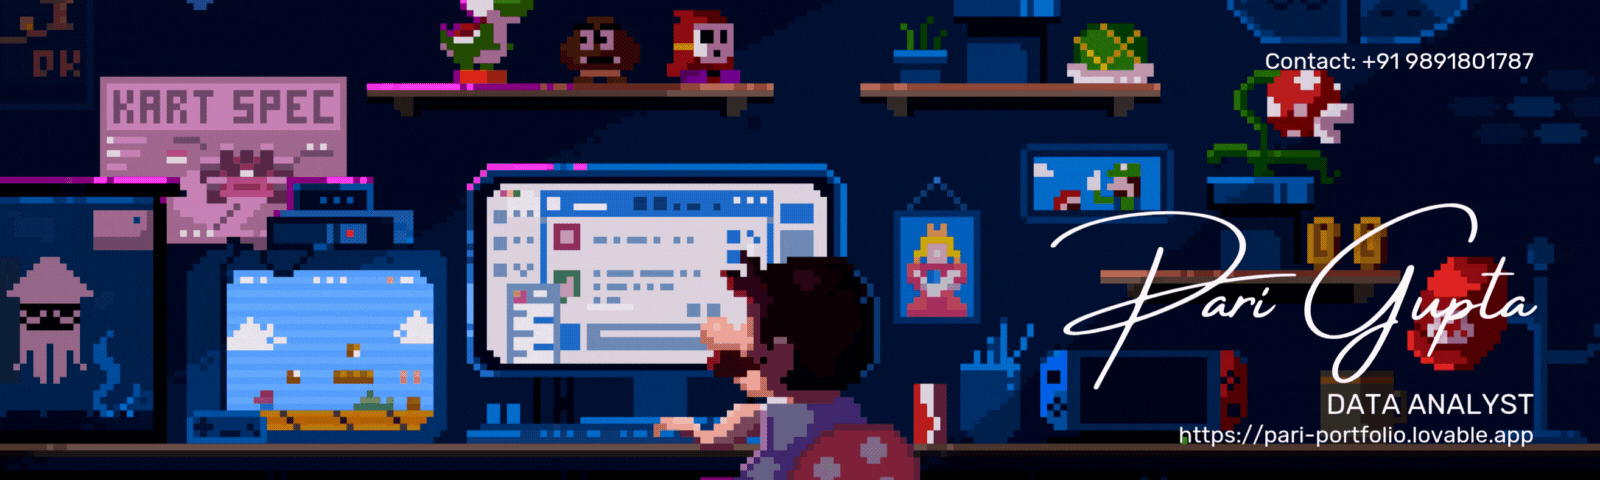 OK
KART SPEC
Contact: +91 9891801787
Pari Gupta
DATA ANALYST
https://pari-portfolio.lovable.app